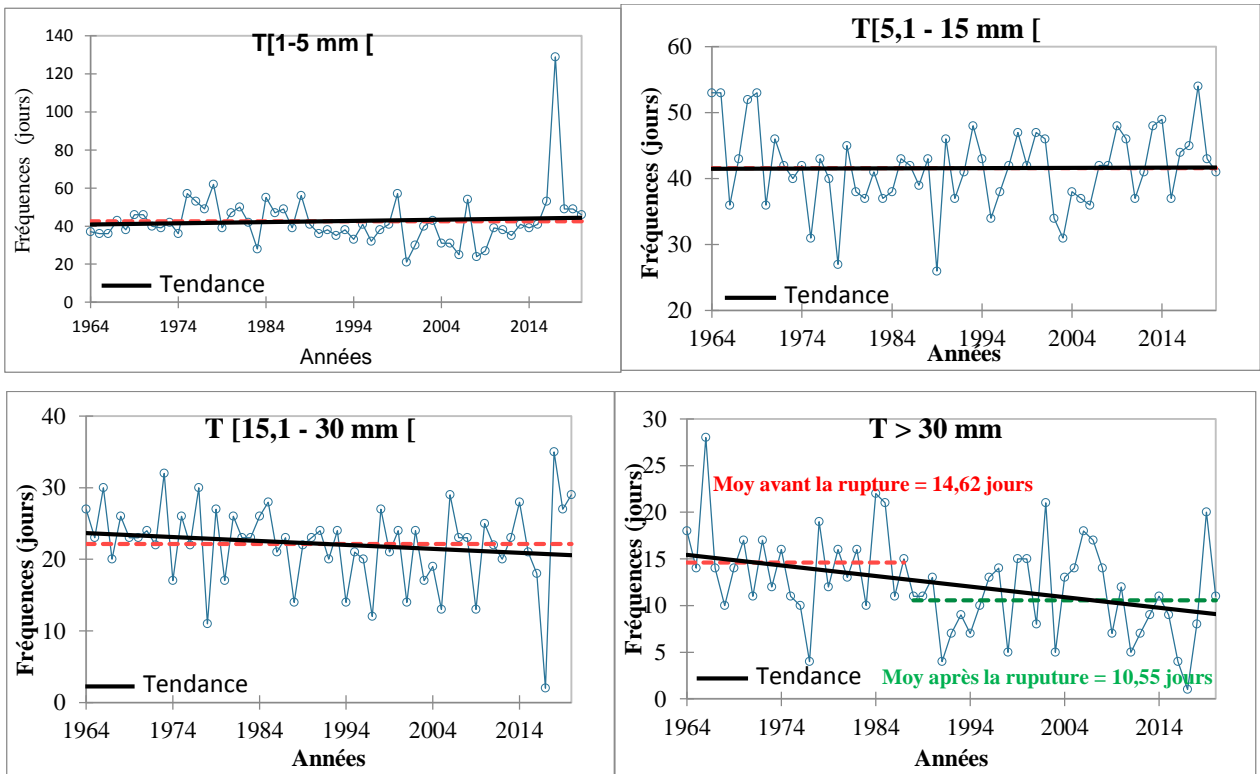 T[1-5 mm [
Fréquences (jours)
140
120
100
80
60
40
20
0
Tendance
1964
1974
1984
1994
2004
2014
Années
T[5,1 - 15 mm [
Fréquences (jours)
60
50
40
30
20
Tendance
1964
1974
1984
1994
2004
2014
Années
T [15,1 - 30 mm [
Fréquences (jours)
40
30
20
10
0
Tendance
1964
1974
1984
1994
2004
2014
Années
T > 30 mm
Fréquences (jours)
30
25
20
15
10
5
0
Moy avant la rupture = 14,62 jours
Moy après la ruputure = 10,55 jours
Tendance
1964
1974
1984
1994
2004
2014
Années